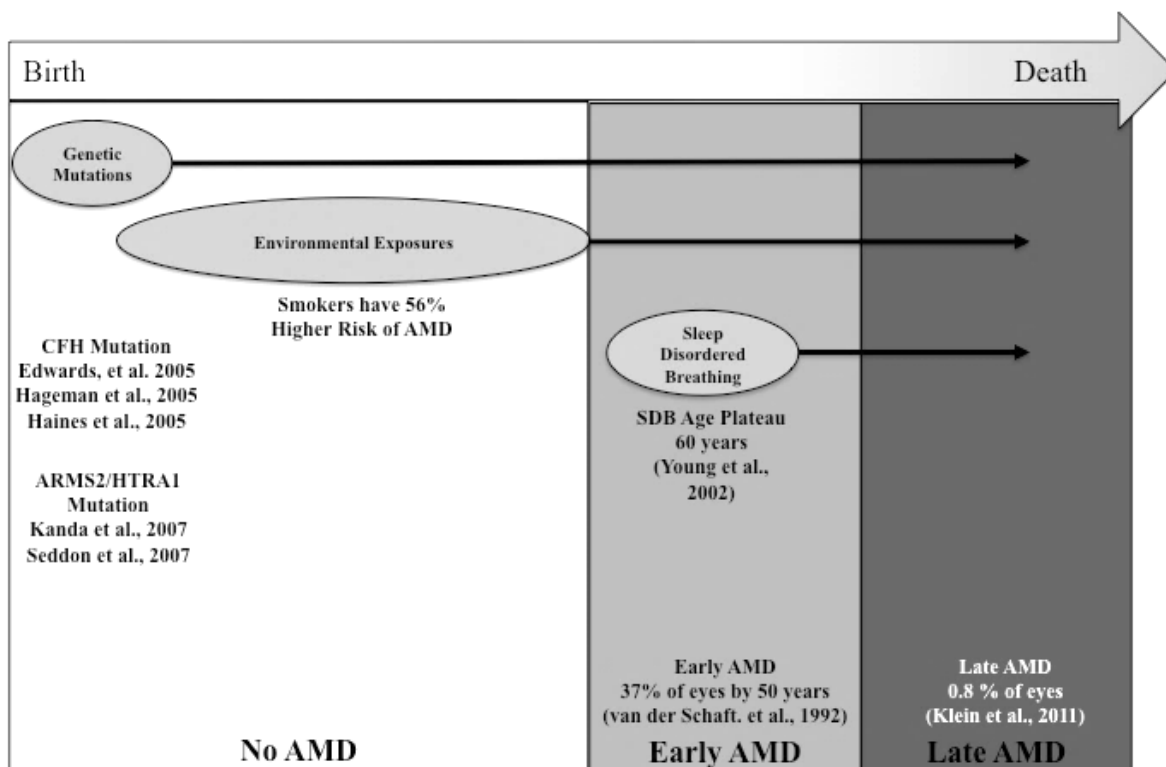 Birth
Death
Genetic
Mutations
Environmental Exposures
Smokers have 56%
Higher Risk of AMD
CFH Mutation
Edwards, et al. 2005
Hageman et al., 2005
Haines et al., 2005
ARMS2/HTRA1
Mutation
Kanda et al., 2007
Seddon et al., 2007
Sleep
Disordered
Breathing
SDB Age Plateau
60 years
(Young et al.,
2002)
Early AMD
37% of eyes by 50 years
(van der Schaft. et al., 1992)
Late AMD
0.8 % of eyes
(Klein et al., 2011)
No AMD
Early AMD
Late AMD